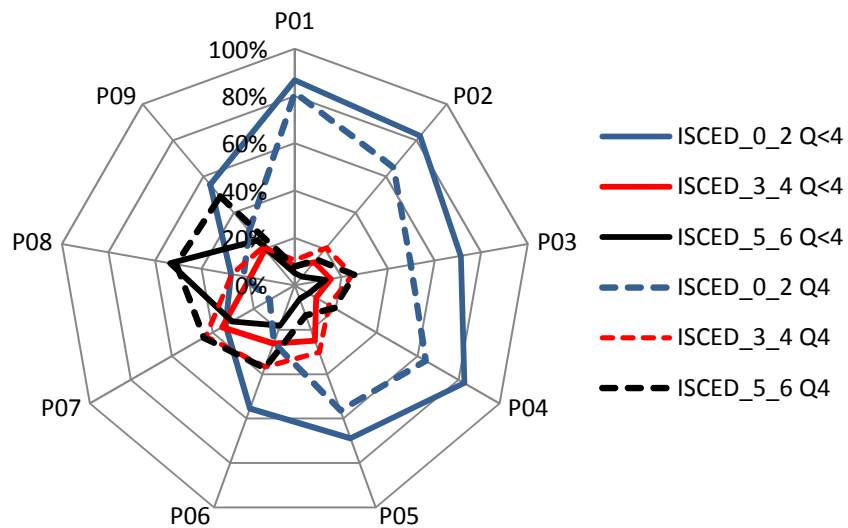 P01
100%
P09
P02
80%
60%
ISCED_0_2 Q<4
40%
ISCED_3_4 Q<4
20%
P08
P03
ISCED_5_6 Q<4
0%
ISCED_0_2 Q4
ISCED_3_4 Q4
ISCED_5_6 Q4
P07
P04
P06
P05